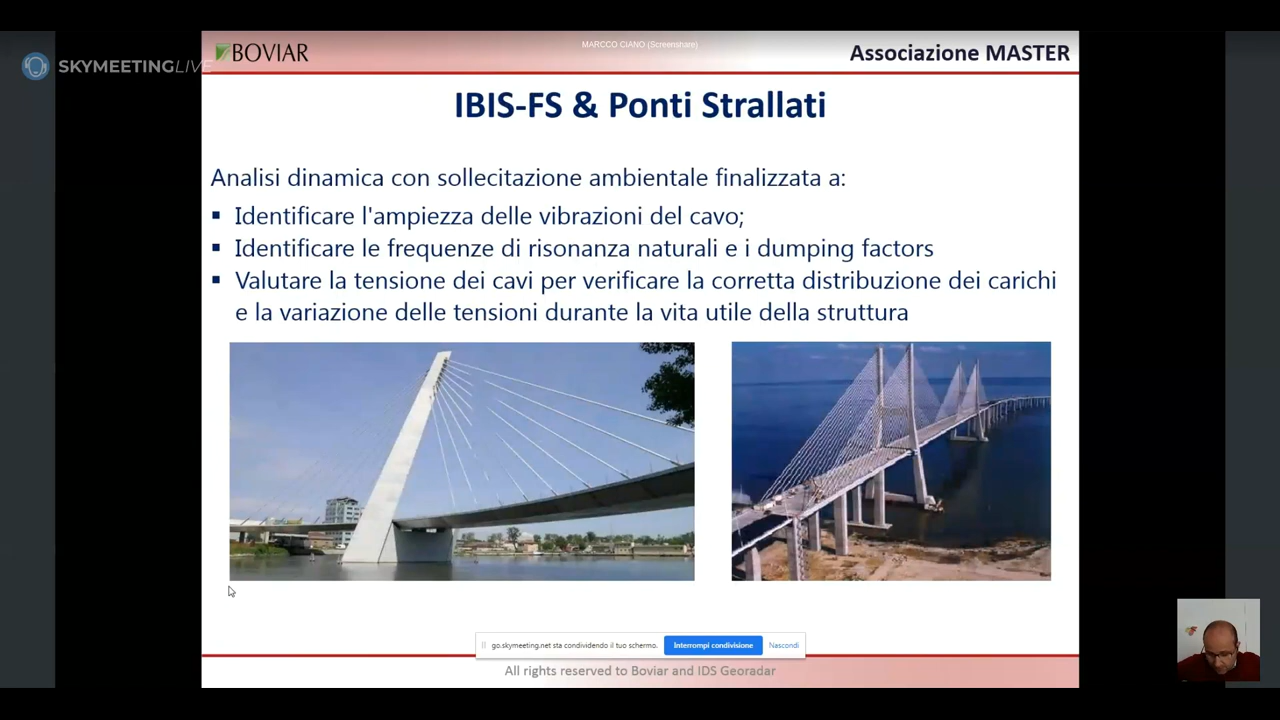 MARCCO CIANO (Screenshare)
SKYMEETINGLIVE
BOVIAR
Associazione MASTER
IBIS-FS & Ponti Strallati
Analisi dinamica con sollecitazione ambientale finalizzata a:
▪ Identificare l'ampiezza delle vibrazioni del cavo;
▪ Identificare le frequenze di risonanza naturali e i dumping factors
▪ Valutare la tensione dei cavi per verificare la corretta distribuzione dei carichi
e la variazione delle tensioni durante la vita utile della struttura
go.skymeeting.net sta condividendo il tuo schermo.
Interrompi condivisione
Nascondi
All rights reserved to Boviar and IDS Georadar